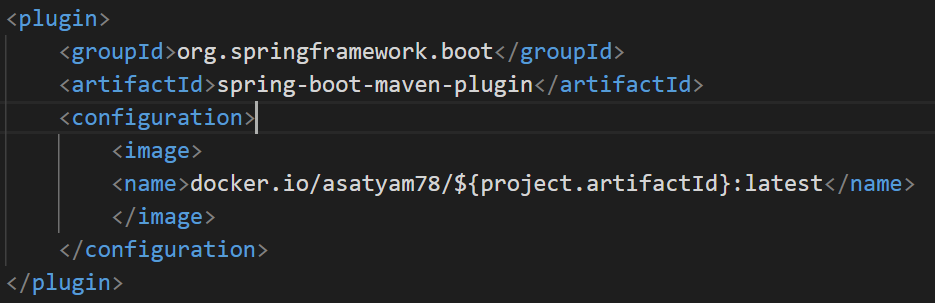 <plugin>
<groupId>org.springframework.boot</groupId>
<artifactId>spring-boot-maven-plugin</artifactId>
<configuration>
<image>
<name>docker.io/asatyam78/${project.artifactId}:latest</name>
</image>
</configuration>
</plugin>